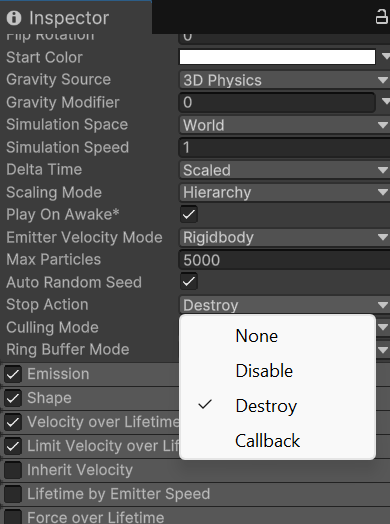 Inspector
Flip Rotation 0
Start Color
Gravity Source 3D Physics
Gravity Modifier 0
Simulation Space World
Simulation Speed 1
Delta Time Scaled
Scaling Mode Hierarchy
Play On Awake*
Emitter Velocity Mode Rigidbody
Max Particles 5000
Auto Random Seed
Stop Action Destroy
Culling Mode
Ring Buffer Mode
None
Disable
Destroy
Callback
Emission
Shape
Velocity over Lifetime
Limit Velocity over Lif
Inherit Velocity
Lifetime by Emitter Speed
Force over Lifetime